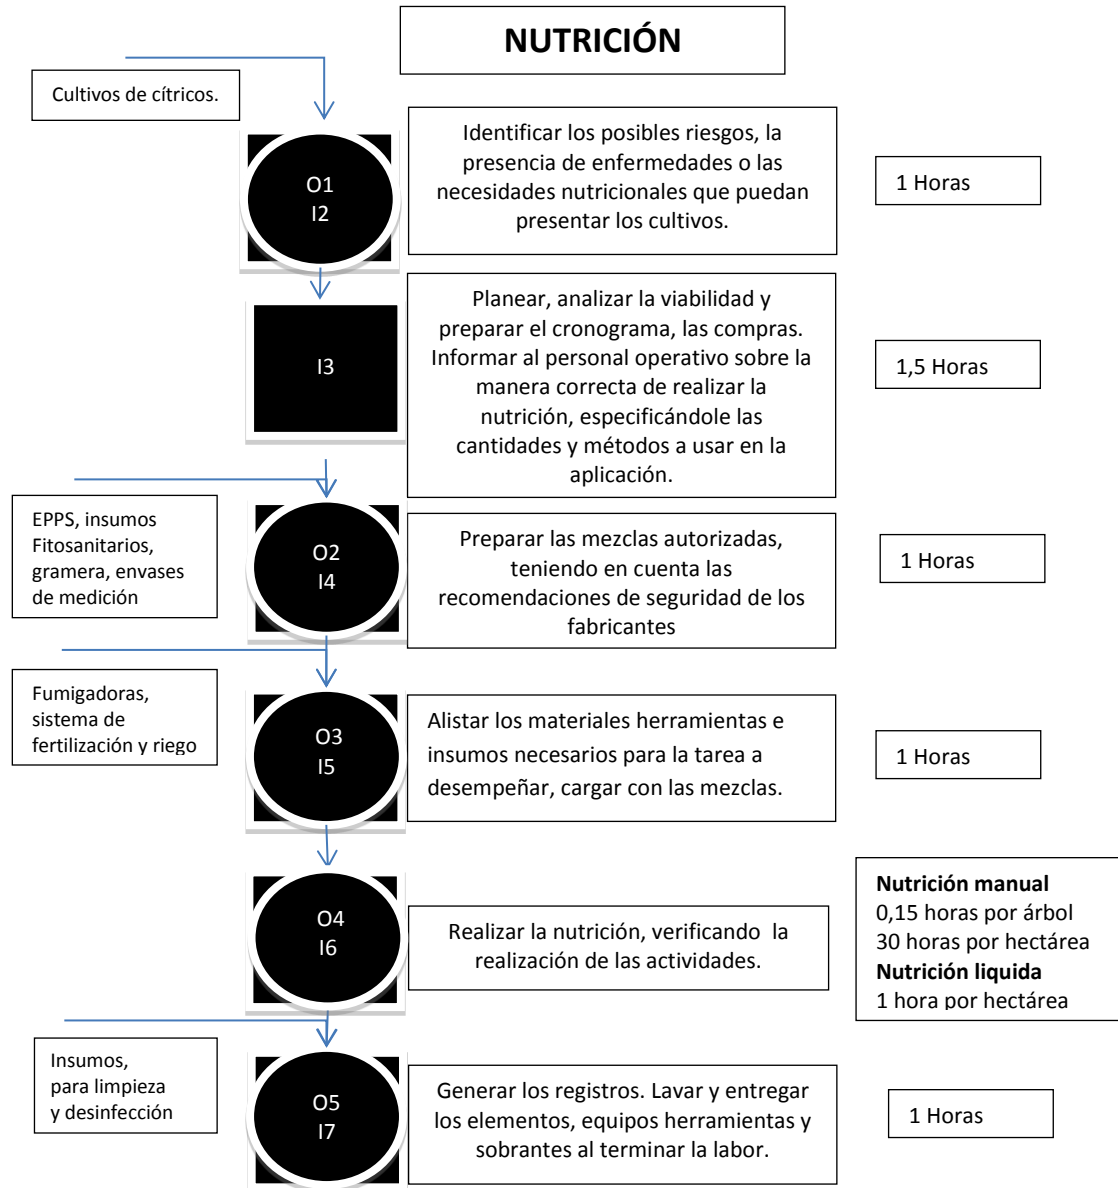 NUTRICIÓN
Cultivos de cítricos.
O1
I2
Identificar los posibles riesgos, la
presencia de enfermedades o las
necesidades nutricionales que puedan
presentar los cultivos.
1 Horas
I3
Planear, analizar la viabilidad y
preparar el cronograma, las compras.
Informar al personal operativo sobre la
manera correcta de realizar la
nutrición, especificándole las
cantidades y métodos a usar en la
aplicación.
1,5 Horas
EPPS, insumos
Fitosanitarios,
gramera, envases
de medición
O2
I4
Preparar las mezclas autorizadas,
teniendo en cuenta las
recomendaciones de seguridad de los
fabricantes
1 Horas
Fumigadoras,
sistema de
fertilización y riego
O3
I5
Alistar los materiales herramientas e
insumos necesarios para la tarea a
desempeñar, cargar con las mezclas.
1 Horas
O4
I6
Realizar la nutrición, verificando la
realización de las actividades.
Nutrición manual
0,15 horas por árbol
30 horas por hectárea
Nutrición liquida
1 hora por hectárea
Insumos,
para limpieza
y desinfección
O5
I7
Generar los registros. Lavar y entregar
los elementos, equipos herramientas y
sobrantes al terminar la labor.
1 Horas